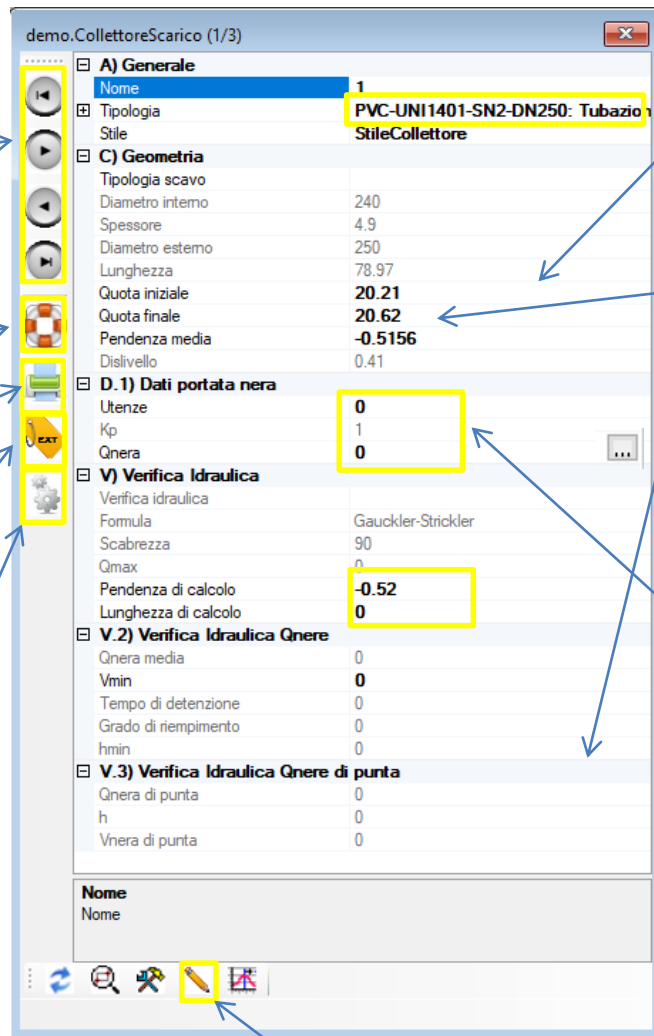 demo.CollettoreScarico (1/3)
A) Generale
Nome 1
Tipologia PVC-UNI1401-SN2-DN250: Tubazion
Stile StileCollettore
C) Geometria
Tipologia scavo
Diametro interno 240
Spessore 4.9
Diametro esterno 250
Lunghezza 78.97
Quota iniziale 20.21
Quota finale 20.62
Pendenza media -0.5156
Dislivello 0.41
D.1) Dati portata nera
Utenze 0
Kp 1
Qnera 0 ...
V) Verifica Idraulica
Verifica idraulica
Formula Gauckler-Strickler
Scabrezza 90
Qmax 0
Pendenza di calcolo -0.52
Lunghezza di calcolo 0
V.2) Verifica Idraulica Qnere
Qnera media 0
Vmin 0
Tempo di detenzione 0
Grado di riempimento 0
hmin 0
V.3) Verifica Idraulica Qnere di punta
Qnera di punta 0
h 0
Vnera di punta 0
EXT
Nome
Nome